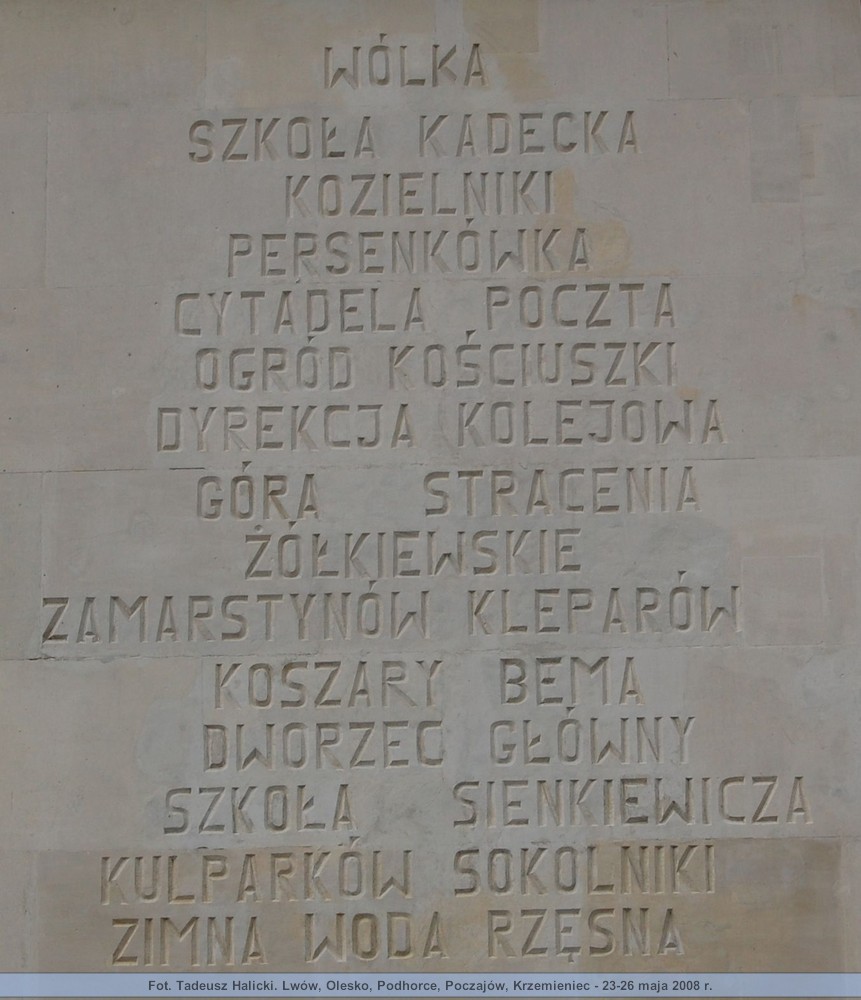 WÓLKA
SZKOŁA KADECKA
KOZIELNIKI
PERSENKÓWKA
CYTADELA POCZTA
OGRÓD KOŚCIUSZKI
DYREKCJA KOLEJOWA
GÓRA STRACENIA
ŻÓŁKIEWSKIE
ZAMARSTYNÓW KLEPARÓW
KOSZARY BEMA
DWORZEC GŁÓWNY
SZKOŁA SIENKIEWICZA
KULPARKÓW SOKOLNIKI
ZIMNA WODA RZĘSNA
Fot. Tadeusz Halicki. Lwów, Olesko, Podhorce, Poczajów, Krzemieniec - 23-26 maja 2008 r.